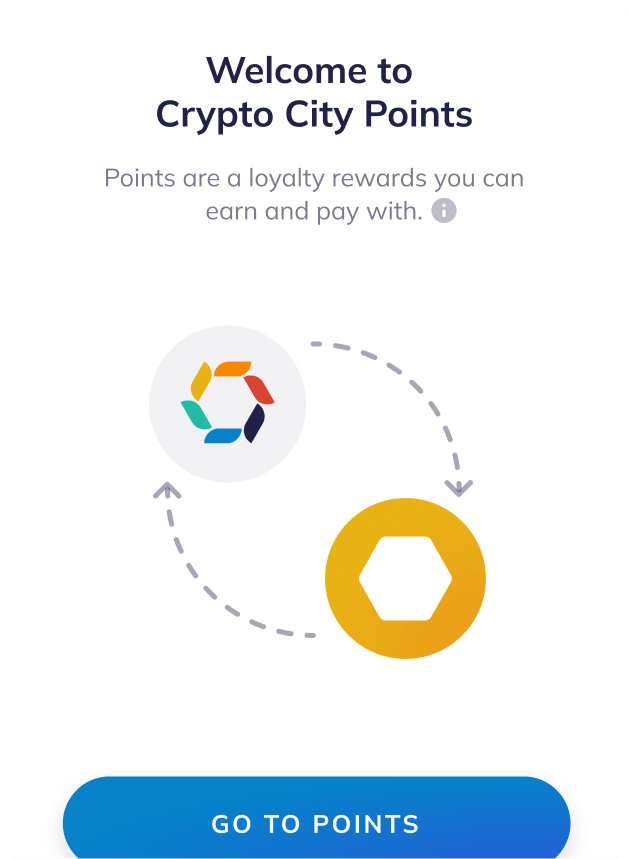 Welcome to
Crypto City Points
Points are a loyalty rewards you can
earn and pay with.
GO TO POINTS